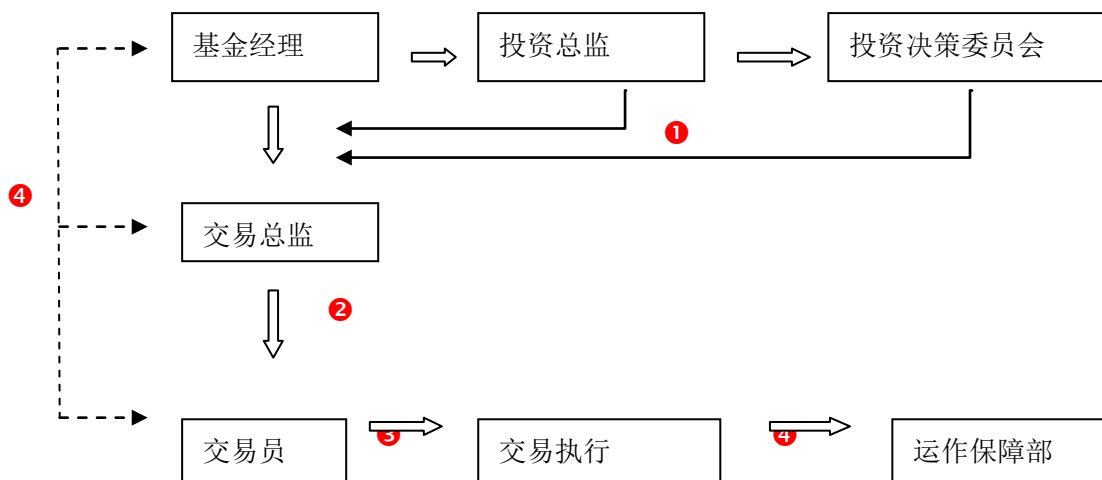 基金经理 投资总监 投资决策委员会
❶
❹
交易总监
❷
交易员 ❸ 交易执行 ❹ 运作保障部